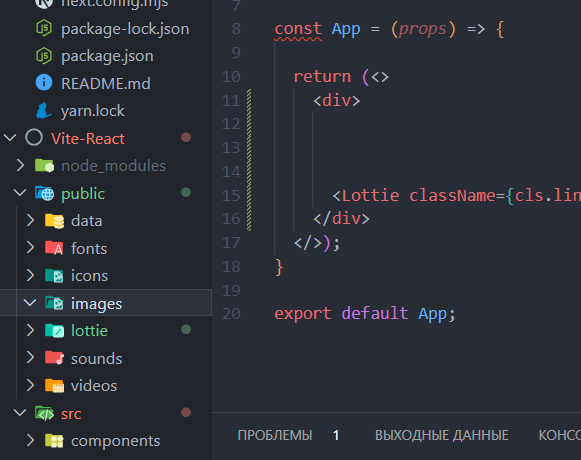 next.config.mjs
package-lock.json
package.json
README.md
yarn.lock
Vite-React
node_modules
public
data
fonts
icons
images
lottie
sounds
videos
src
components
7
8 const App = (props) => {
9
10 return (<>
11 <div>
12
13
14
15 <Lottie className={cls.lin
16 </div>
17 </>);
18 }
19
20 export default App;
ПРОБЛЕМЫ 1 ВЫХОДНЫЕ ДАННЫЕ КОНСО